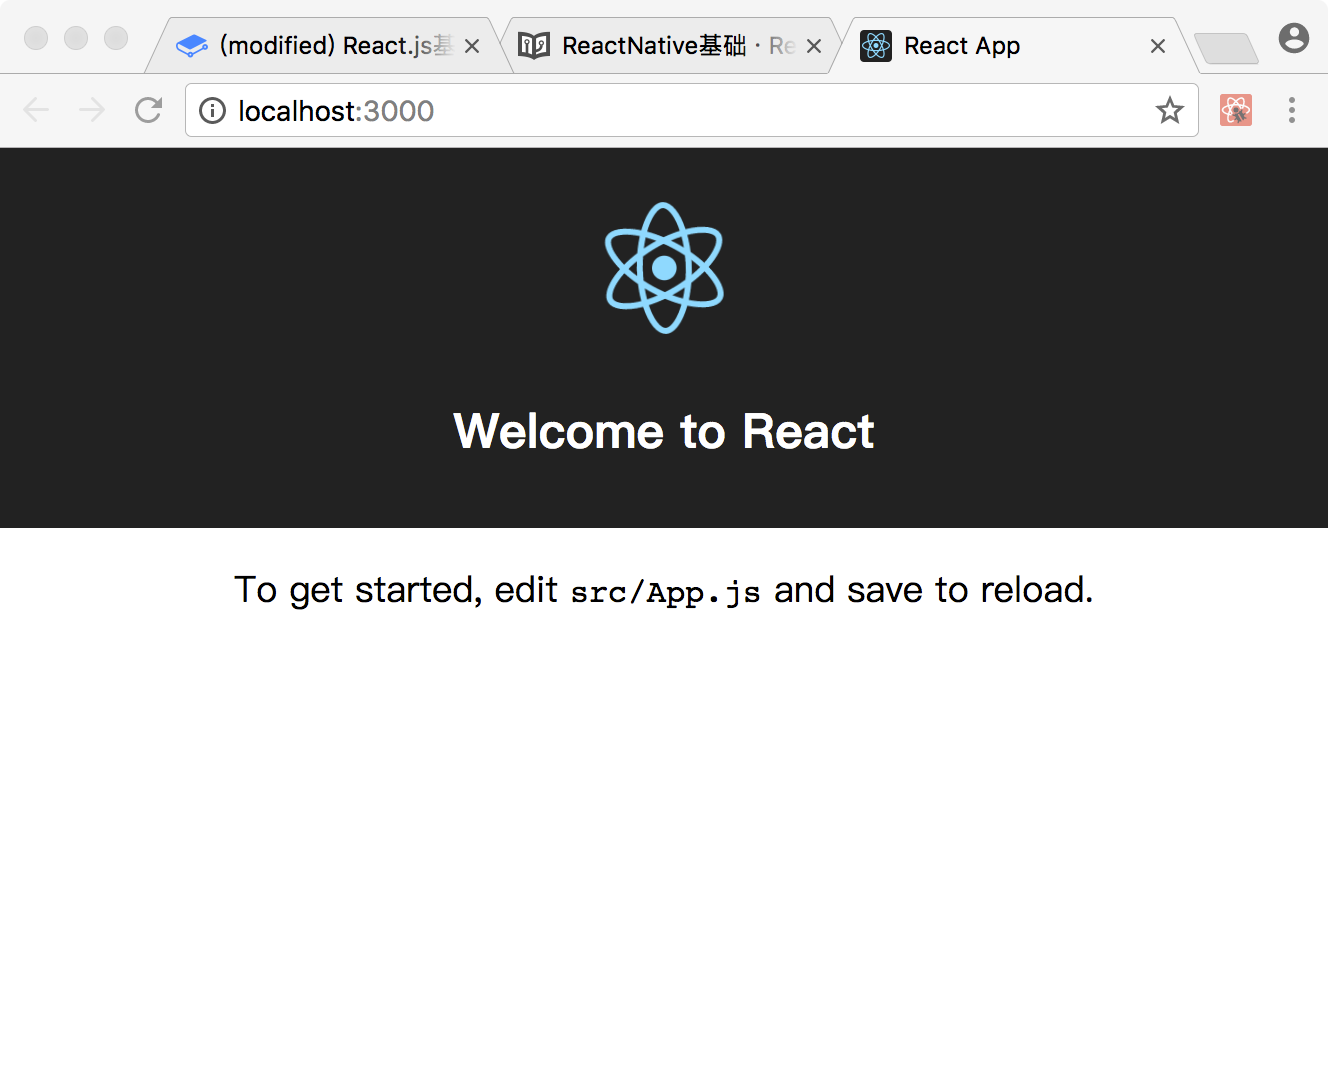 (modified) React.js基
ReactNative基础 · Re
React App
localhost:3000
Welcome to React
To get started, edit src/App.js and save to reload.